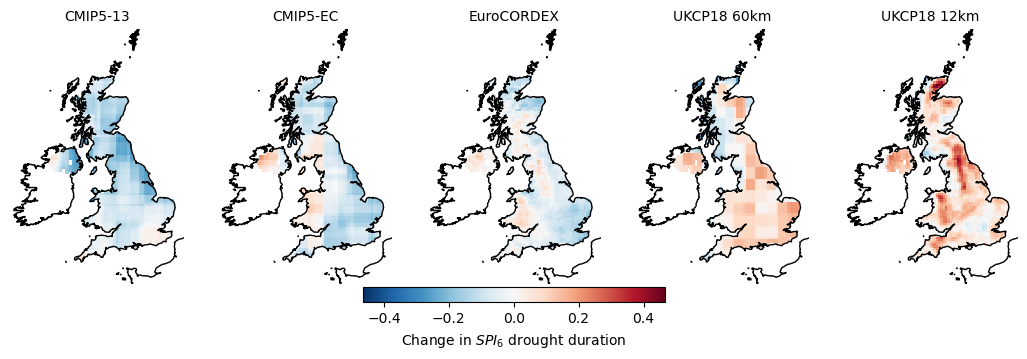 CMIP5-13 CMIP5-EC EuroCORDEX UKCP18 60km UKCP18 12km
−0.4 −0.2 0.0 0.2 0.4
Change in SPI₆ drought duration